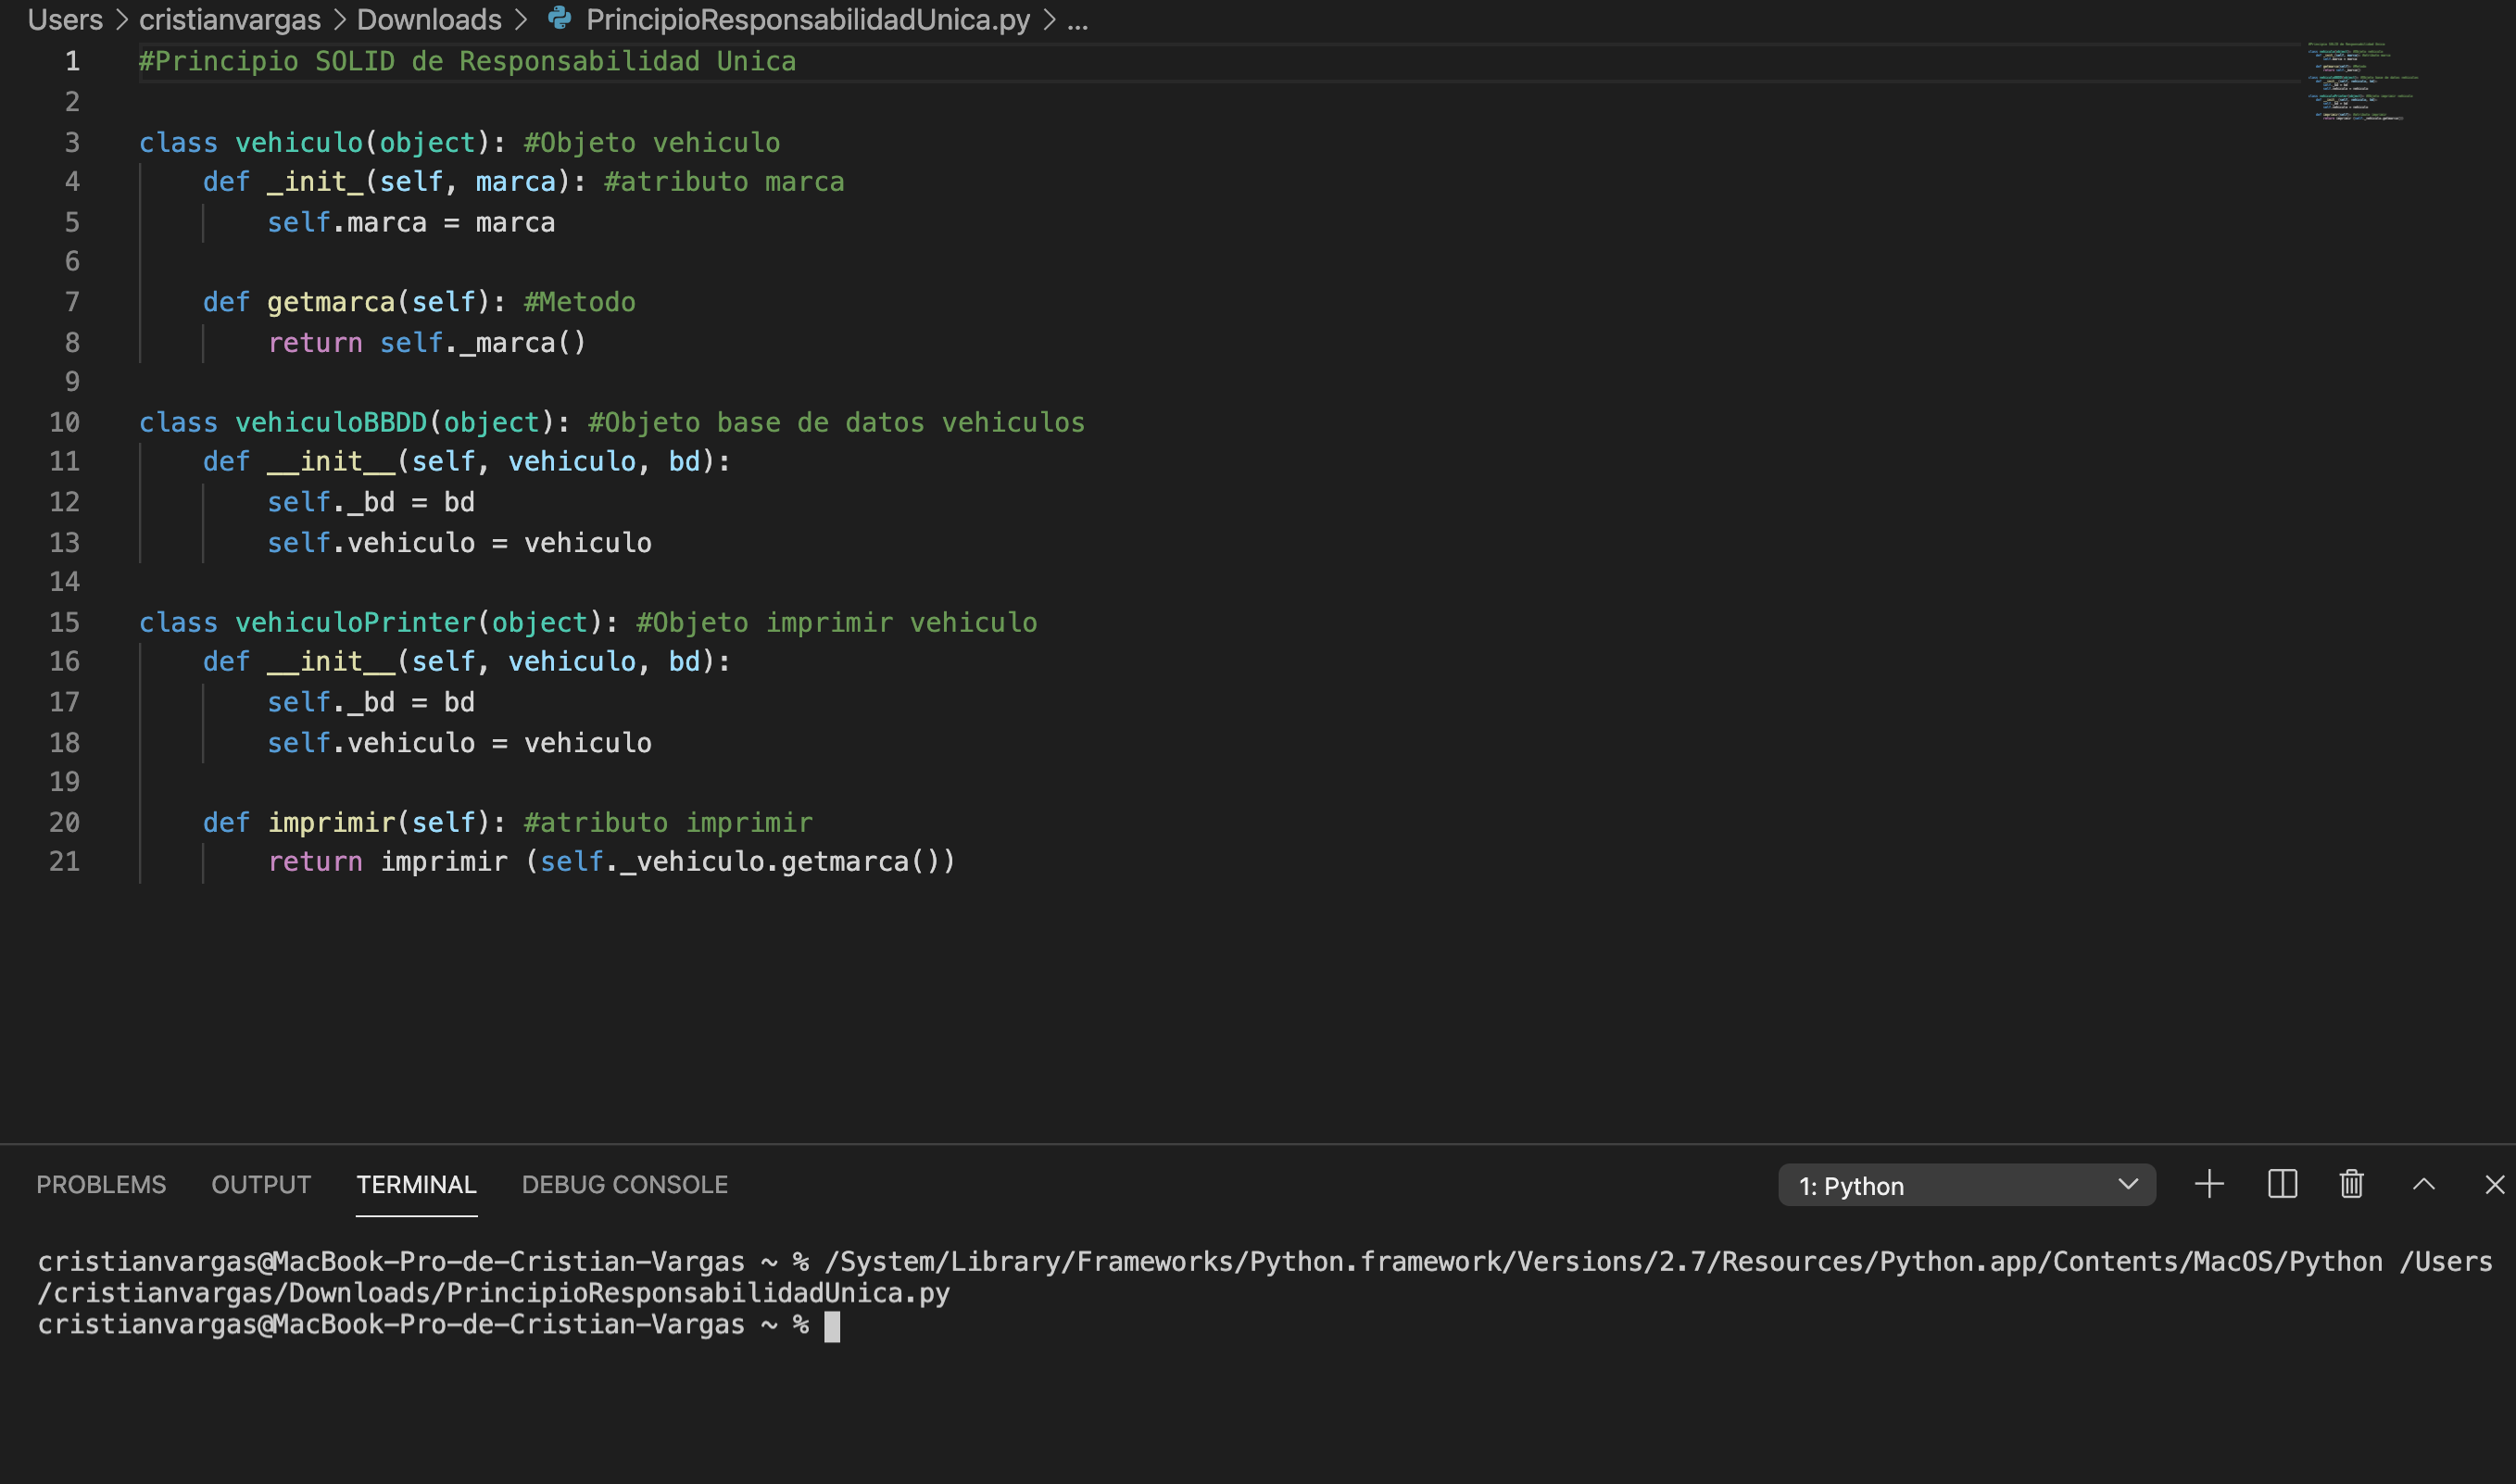 Users > cristianvargas > Downloads > PrincipioResponsabilidadUnica.py > ...
1 #Principio SOLID de Responsabilidad Unica
2
3 class vehiculo(object): #Objeto vehiculo
4     def _init_(self, marca): #atributo marca
5         self.marca = marca
6
7     def getmarca(self): #Metodo
8         return self._marca()
9
10 class vehiculoBBDD(object): #Objeto base de datos vehiculos
11     def __init__(self, vehiculo, bd):
12         self._bd = bd
13         self.vehiculo = vehiculo
14
15 class vehiculoPrinter(object): #Objeto imprimir vehiculo
16     def __init__(self, vehiculo, bd):
17         self._bd = bd
18         self.vehiculo = vehiculo
19
20     def imprimir(self): #atributo imprimir
21         return imprimir (self._vehiculo.getmarca())
PROBLEMS OUTPUT TERMINAL DEBUG CONSOLE 1: Python
cristianvargas@MacBook-Pro-de-Cristian-Vargas ~ % /System/Library/Frameworks/Python.framework/Versions/2.7/Resources/Python.app/Contents/MacOS/Python /Users
/cristianvargas/Downloads/PrincipioResponsabilidadUnica.py
cristianvargas@MacBook-Pro-de-Cristian-Vargas ~ %